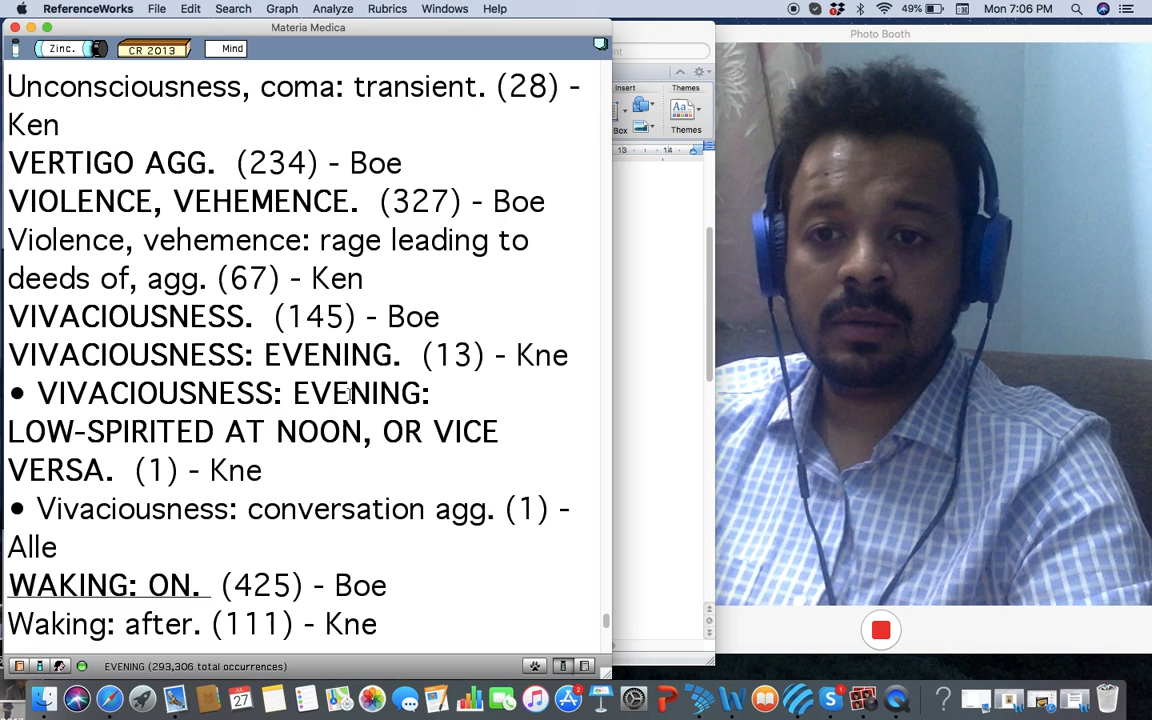 ReferenceWorks File Edit Search Graph Analyze Rubrics Windows Help 49% Mon 7:06 PM
Materia Medica
Photo Booth
Zinc. CR 2013 Mind
Insert Themes
Box Themes
13 14
Unconsciousness, coma: transient. (28) -
Ken
VERTIGO AGG. (234) - Boe
VIOLENCE, VEHEMENCE. (327) - Boe
Violence, vehemence: rage leading to
deeds of, agg. (67) - Ken
VIVACIOUSNESS. (145) - Boe
VIVACIOUSNESS: EVENING. (13) - Kne
• VIVACIOUSNESS: EVENING:
LOW-SPIRITED AT NOON, OR VICE
VERSA. (1) - Kne
• Vivaciousness: conversation agg. (1) -
Alle
WAKING: ON. (425) - Boe
Waking: after. (111) - Kne
EVENING (293,306 total occurrences)